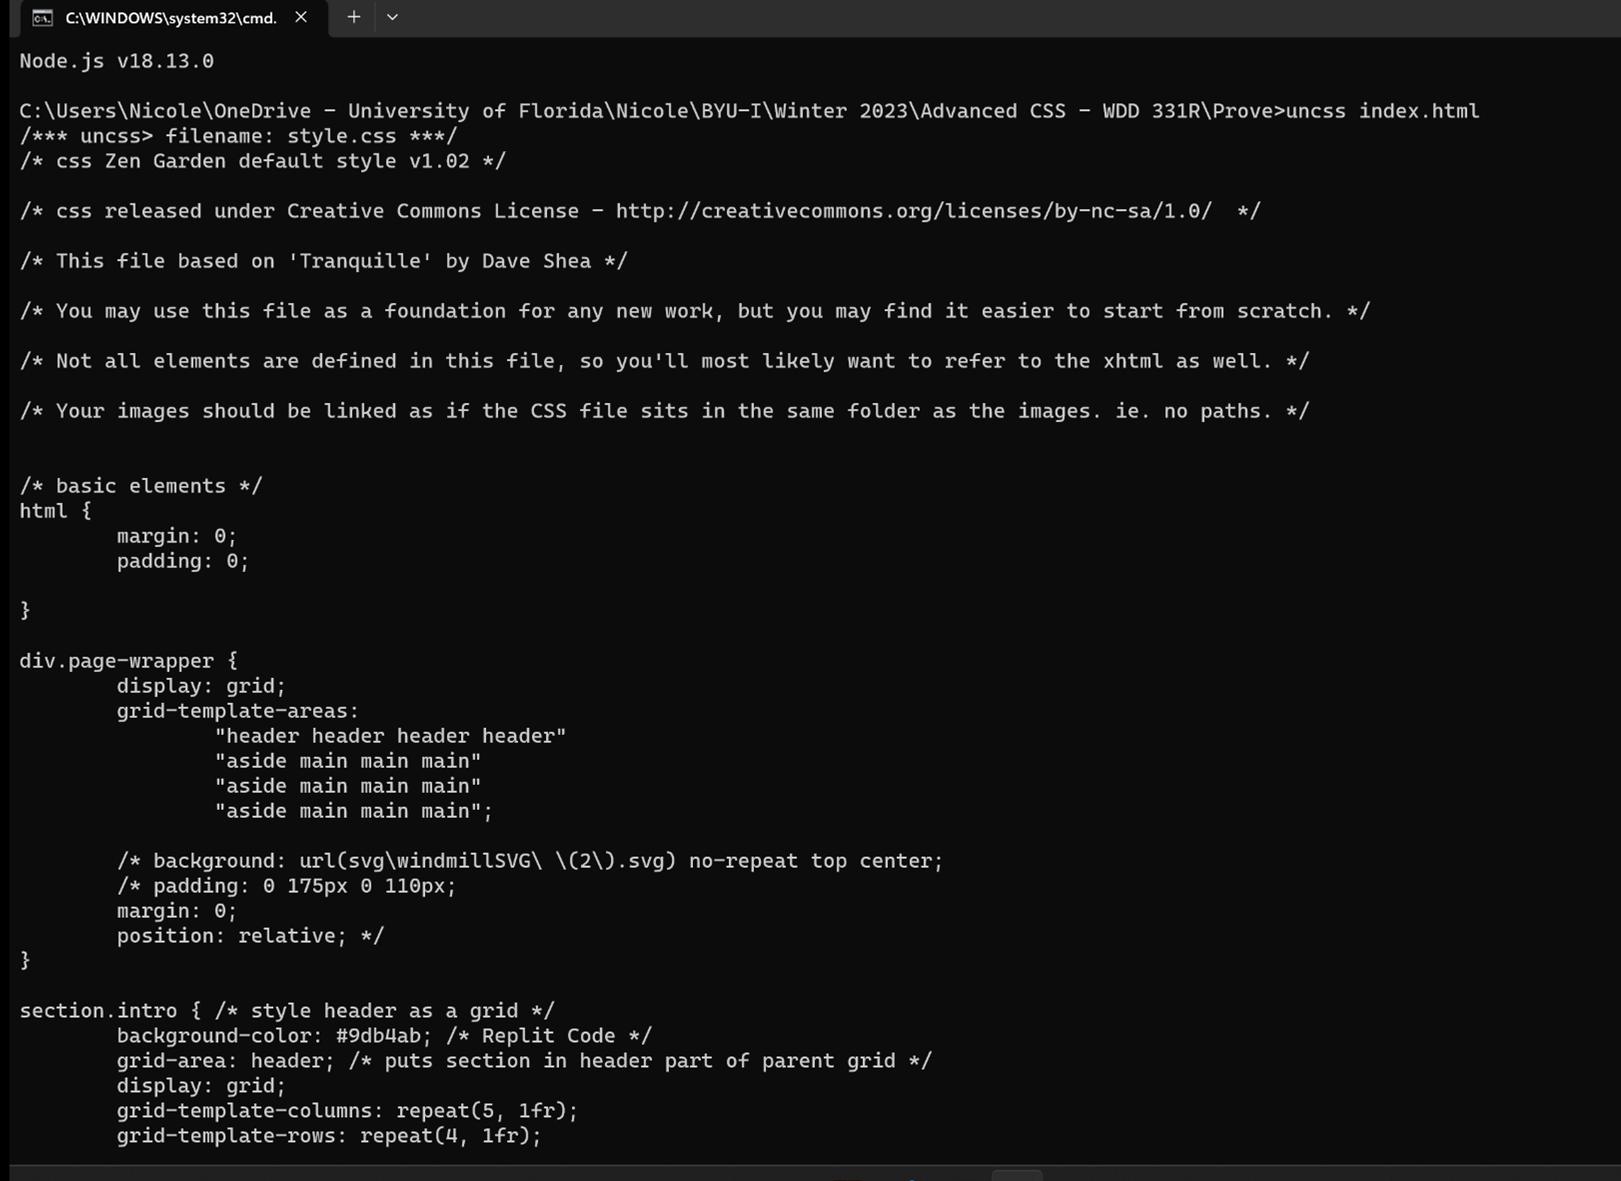 C:\WINDOWS\system32\cmd.
Node.js v18.13.0
C:\Users\Nicole\OneDrive - University of Florida\Nicole\BYU-I\Winter 2023\Advanced CSS - WDD 331R\Prove>uncss index.html
/*** uncss> filename: style.css ***/
/* css Zen Garden default style v1.02 */
/* css released under Creative Commons License - http://creativecommons.org/licenses/by-nc-sa/1.0/  */
/* This file based on 'Tranquille' by Dave Shea */
/* You may use this file as a foundation for any new work, but you may find it easier to start from scratch. */
/* Not all elements are defined in this file, so you'll most likely want to refer to the xhtml as well. */
/* Your images should be linked as if the CSS file sits in the same folder as the images. ie. no paths. */
/* basic elements */
html {
        margin: 0;
        padding: 0;
}
div.page-wrapper {
        display: grid;
        grid-template-areas:
                "header header header header"
                "aside main main main"
                "aside main main main"
                "aside main main main";
        /* background: url(svg\windmillSVG\ \(2\).svg) no-repeat top center;
        /* padding: 0 175px 0 110px;
        margin: 0;
        position: relative; */
}
section.intro { /* style header as a grid */
        background-color: #9db4ab; /* Replit Code */
        grid-area: header; /* puts section in header part of parent grid */
        display: grid;
        grid-template-columns: repeat(5, 1fr);
        grid-template-rows: repeat(4, 1fr);